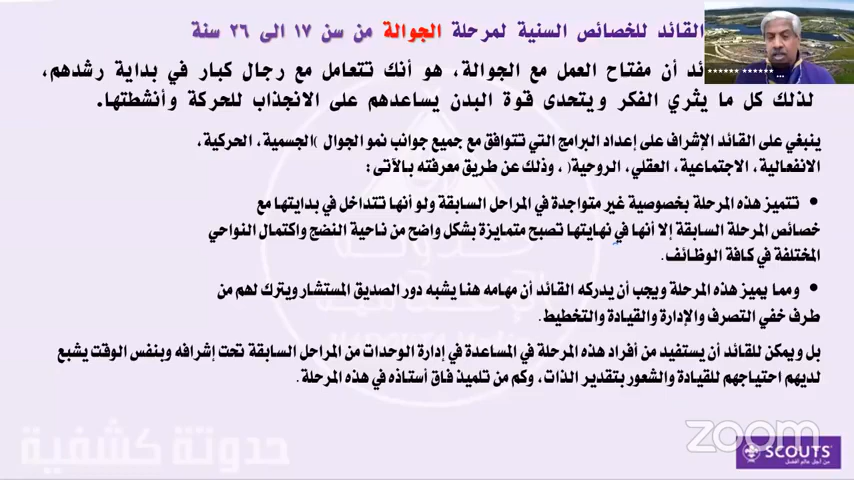 القائد للخصائص السنية لمرحلة الجوالة من سن ١٧ الى ٢٦ سنة
ئد أن مفتاح العمل مع الجوالة، هو أنك تتعامل مع رجال كبار في بداية رشدهم،
لذلك كل ما يثري الفكر ويتحدى قوة البدن يساعدهم على الانجذاب للحركة وأنشطتها.
ينبغي على القائد الإشراف على إعداد البرامج التي تتوافق مع جميع جوانب نمو الجوال )الجسمية، الحركية،
الانفعالية، الاجتماعية، العقلي، الروحية(، وذلك عن طريق معرفته بالآتى:
• تتميز هذه المرحلة بخصوصية غير متواجدة في المراحل السابقة ولو أنها تتداخل في بدايتها مع
خصائص المرحلة السابقة إلا أنها في نهايتها تصبح متمايزة بشكل واضح من ناحية النضج واكتمال النواحي
المختلفة في كافة الوظائف.
• ومما يميز هذه المرحلة ويجب أن يدركه القائد أن مهامه هنا يشبه دور الصديق المستشار ويترك لهم من
طرف خفي التصرف والإدارة والقيادة والتخطيط.
بل ويمكن للقائد أن يستفيد من أفراد هذه المرحلة في المساعدة في إدارة الوحدات من المراحل السابقة تحت إشرافه وبنفس الوقت يشبع
لديهم احتياجهم للقيادة والشعور بتقدير الذات، وكم من تلميذ فاق أستاذه في هذه المرحلة.
حدوتة كشفية
zoom
SCOUTS
من أجل عالم أفضل